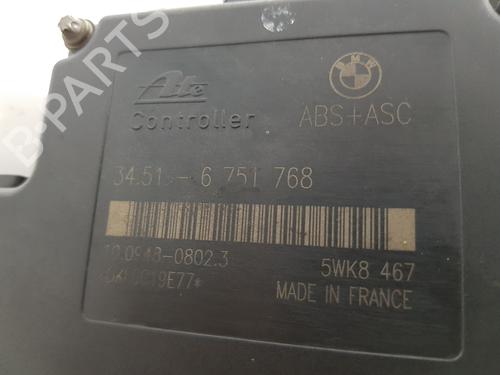 B-PARTS
Ate
BMW
Controller
ABS+ASC
34.51 - 6 751 768
10.0948-0802.3
5WK8 467
MADE IN FRANCE